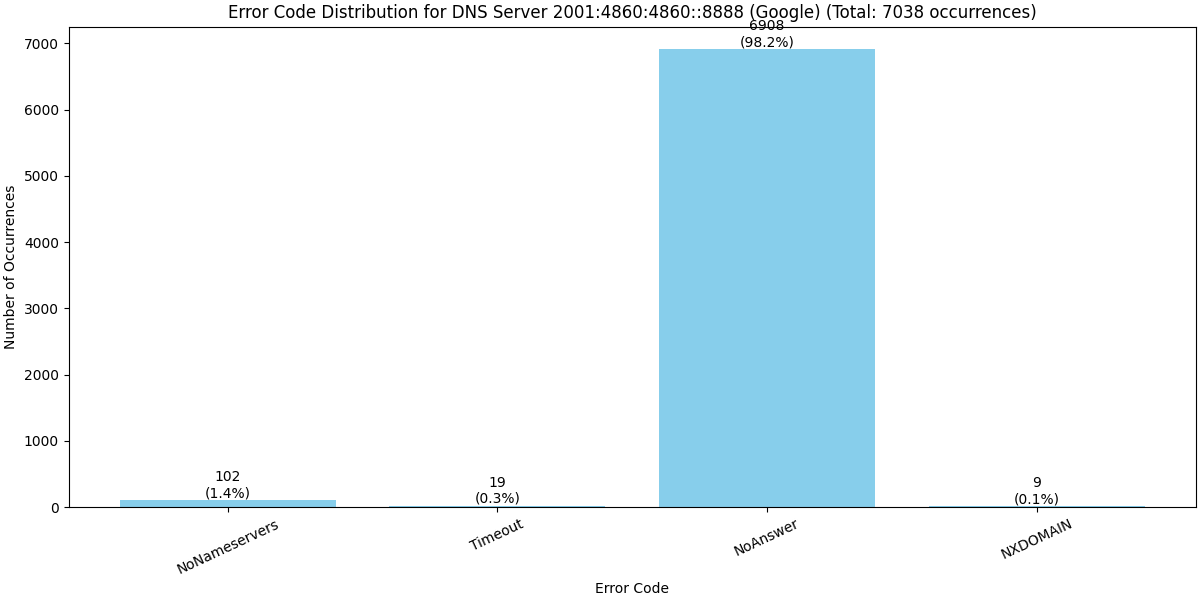 Error Code Distribution for DNS Server 2001:4860:4860::8888 (Google) (Total: 7038 occurrences)
Number of Occurrences
7000
6000
5000
4000
3000
2000
1000
0
102
(1.4%)
19
(0.3%)
6908
(98.2%)
9
(0.1%)
NoNameservers
Timeout
NoAnswer
NXDOMAIN
Error Code